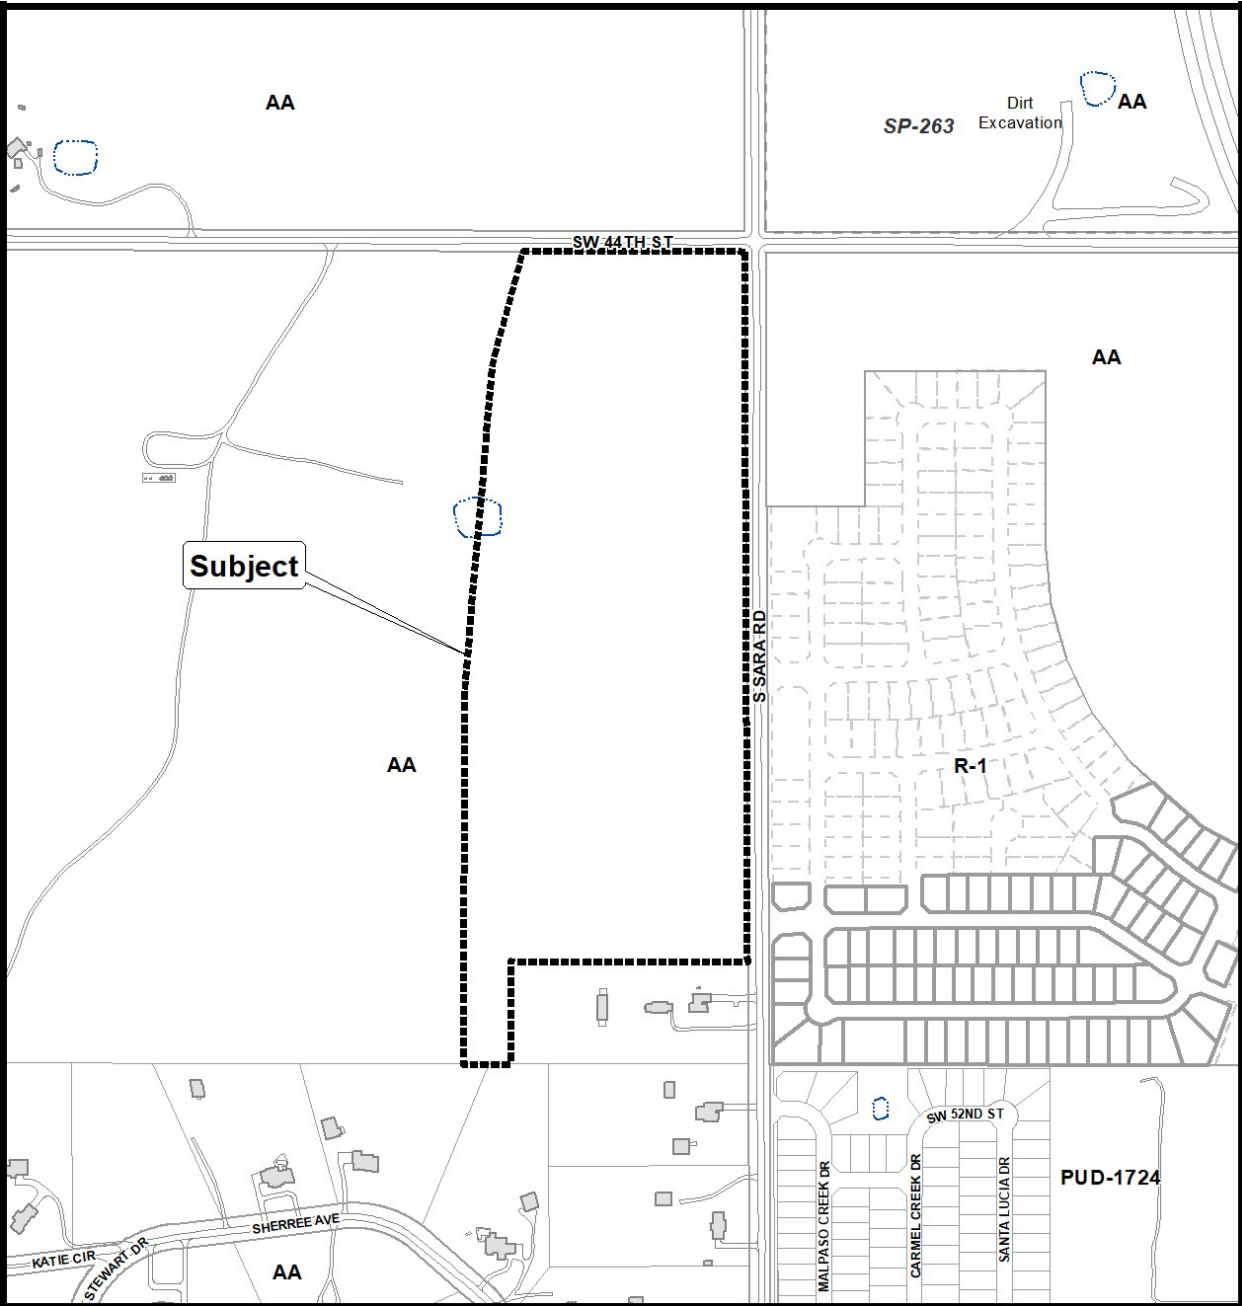 AA
Dirt
Excavation
AA
SP-263
SW 44TH ST
AA
Subject
S SARA RD
AA
R-1
SW 52ND ST
MALPASO CREEK DR
CARMEL CREEK DR
SANTA LUCIA DR
PUD-1724
SHERREE AVE
KATIE CIR
STEWART DR
AA